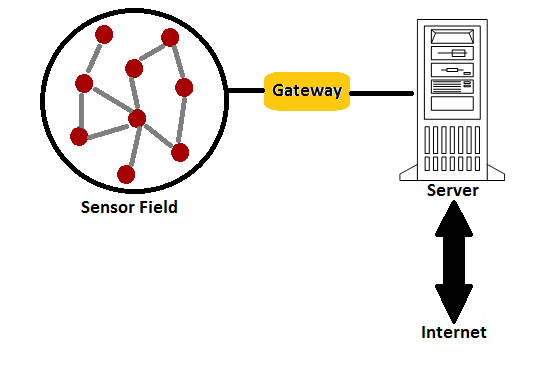 Gateway
Sensor Field
Server
Internet